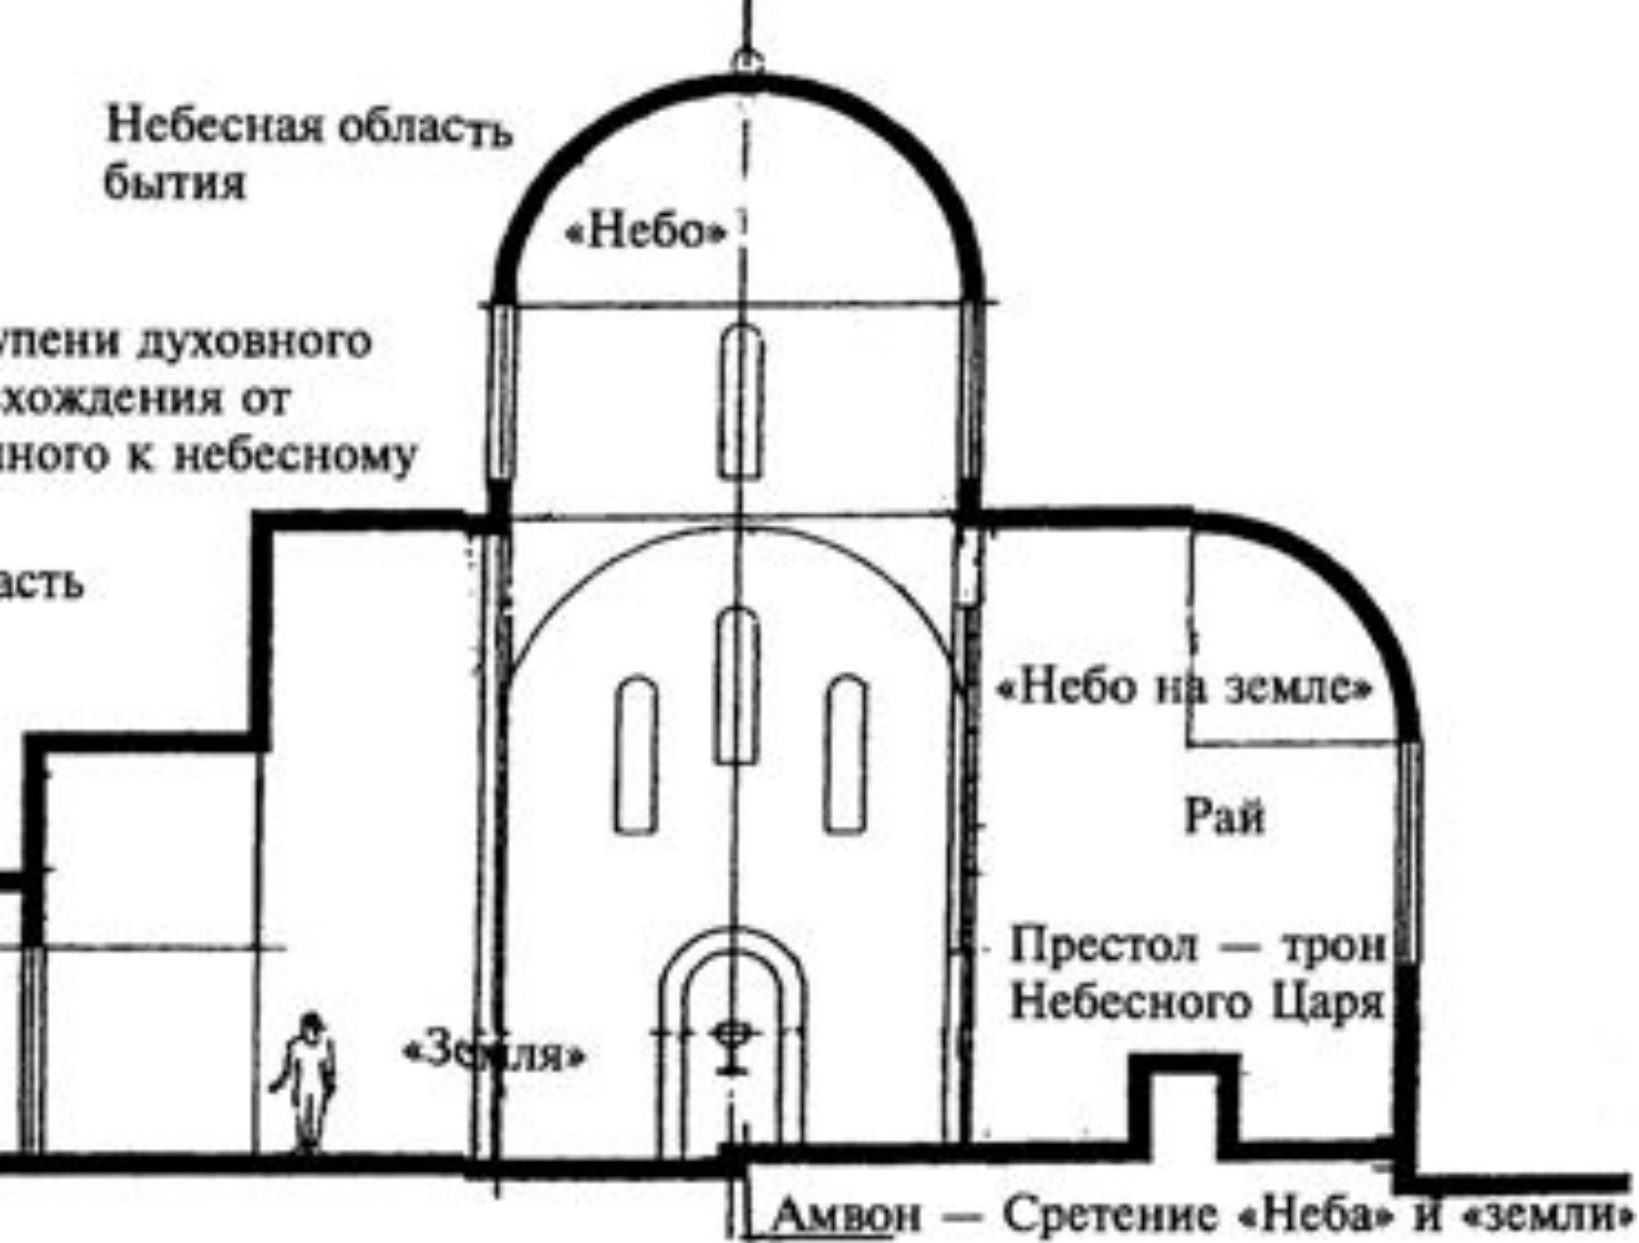 Небесная область
бытия
«Небо»
упени духовного
хождения от
нного к небесному
асть
«Небо на земле»
Рай
Престол — трон
Небесного Царя
«Земля»
Амвон — Сретение «Неба» и «земли»